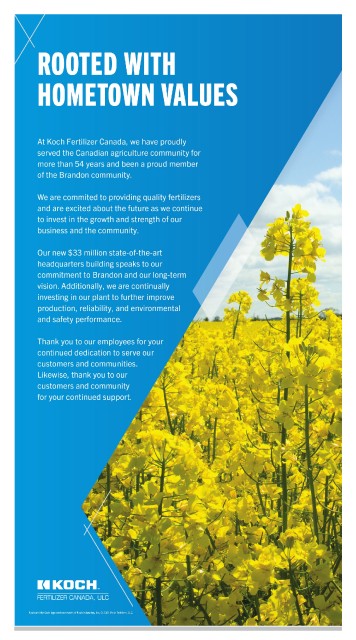 ROOTED WITH
HOMETOWN VALUES
At Koch Fertilizer Canada, we have proudly
served the Canadian agriculture community for
more than 54 years and been a proud member
of the Brandon community.
We are commited to providing quality fertilizers
and are excited about the future as we continue
to invest in the growth and strength of our
business and the community.
Our new $33 million state-of-the-art
headquarters building speaks to our
commitment to Brandon and our long-term
vision. Additionally, we are continually
investing in our plant to further improve
production, reliability, and environmental
and safety performance.
Thank you to our employees for your
continued dedication to serve our
customers and communities.
Likewise, thank you to our
customers and community
for your continued support.
KOCH
FERTILIZER CANADA, ULC